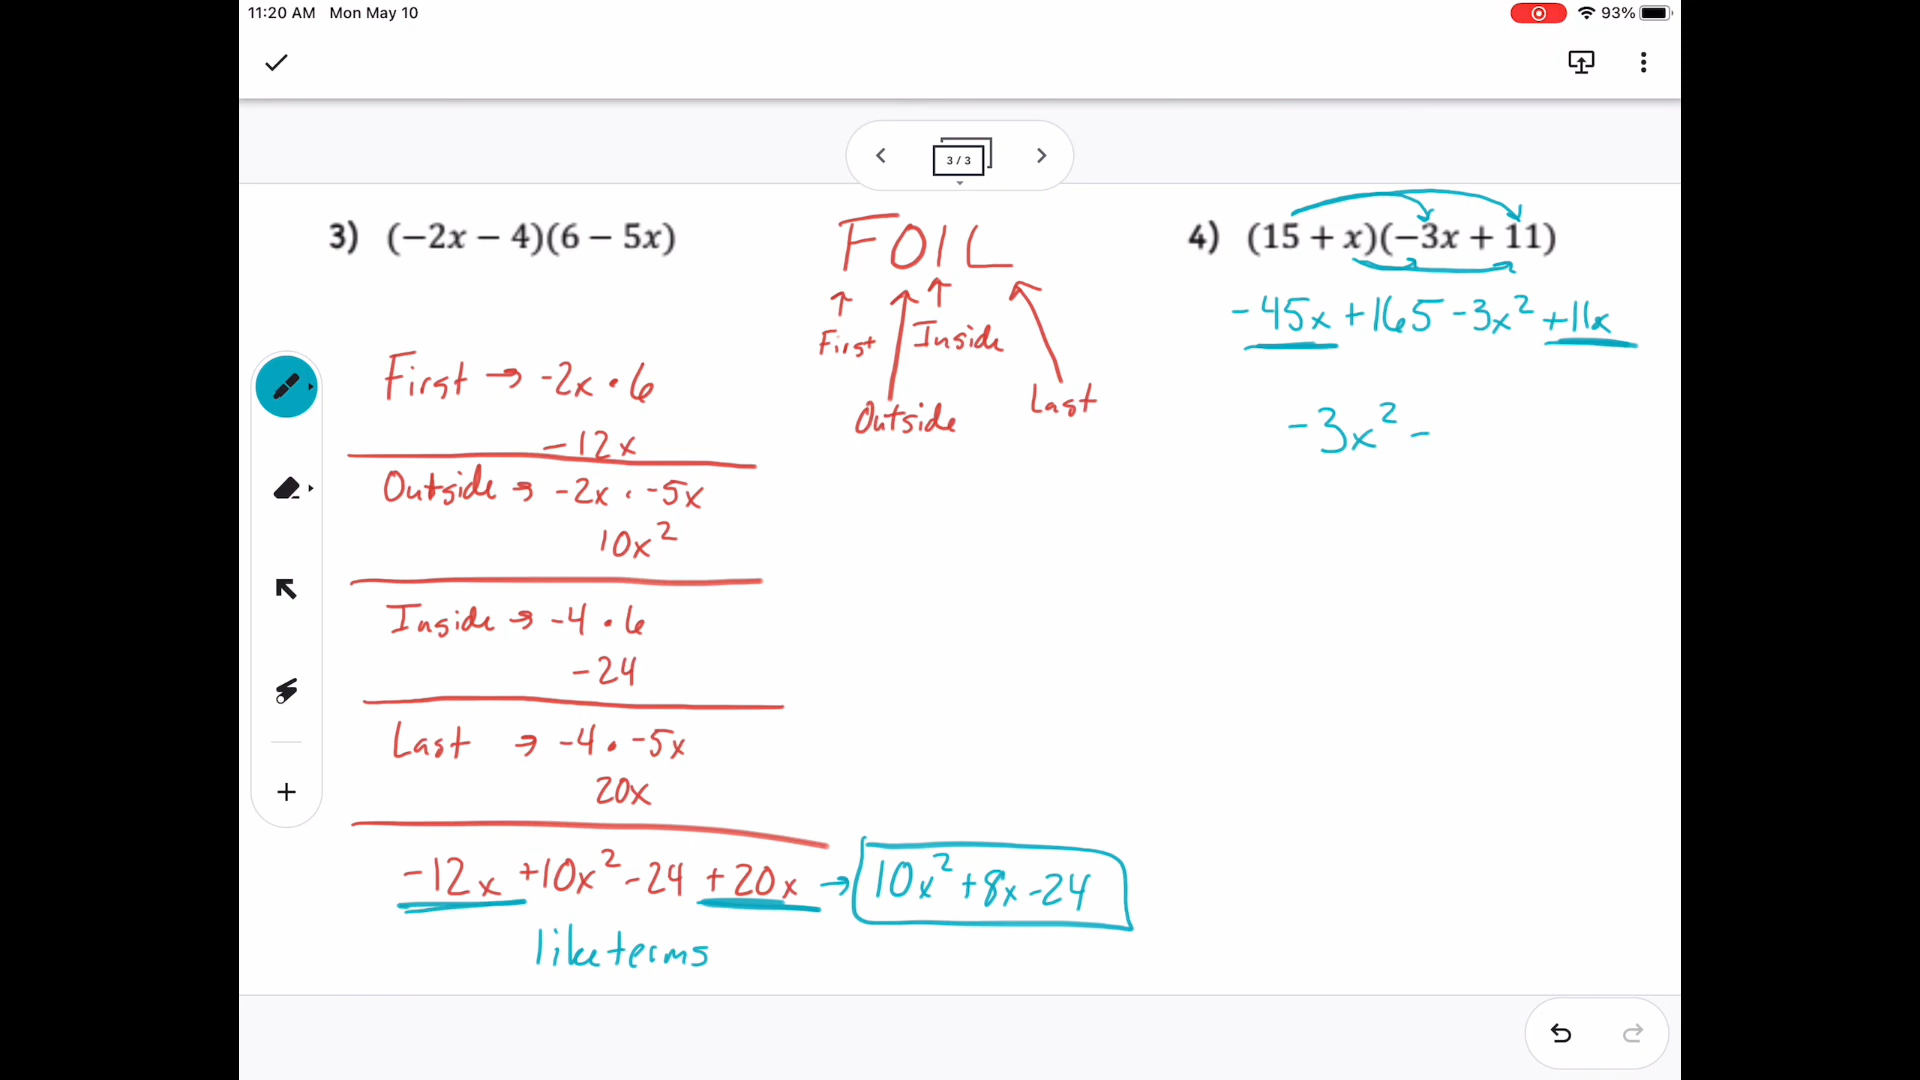 11:20 AM Mon May 10
93%
3 / 3
3) (−2x − 4)(6 − 5x)
FOIL
First
Inside
Outside
Last
First → -2x · 6
-12x
Outside → -2x · -5x
10x²
Inside → -4 · 6
-24
Last → -4 · -5x
20x
-12x +10x² -24 +20x → 10x² +8x -24
like terms
4) (15 + x)(−3x + 11)
-45x +165 -3x² +11x
-3x² -